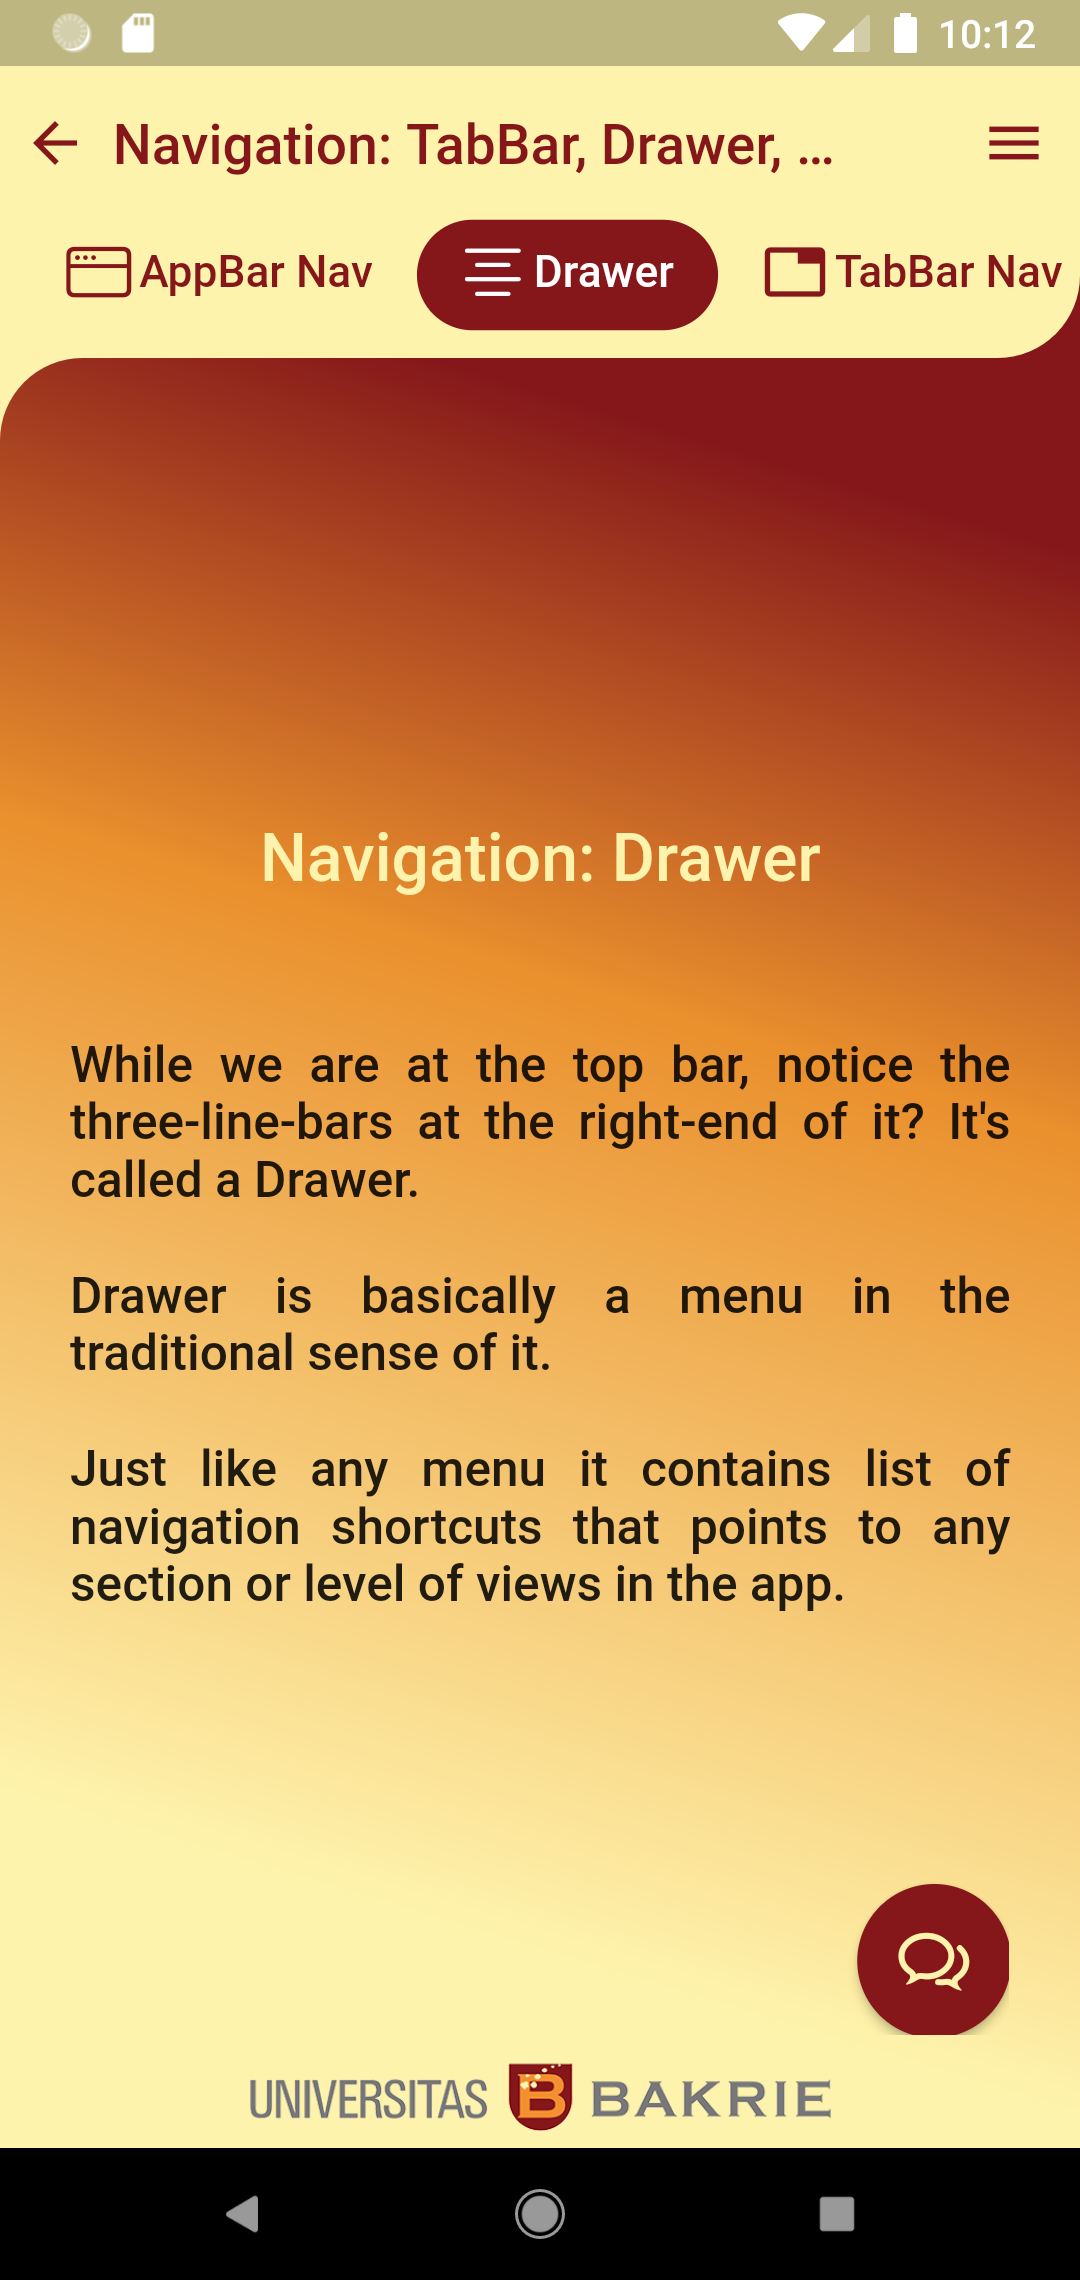 10:12
Navigation: TabBar, Drawer, ...
AppBar Nav
Drawer
TabBar Nav
Navigation: Drawer
While we are at the top bar, notice the
three-line-bars at the right-end of it? It's
called a Drawer.
Drawer is basically a menu in the
traditional sense of it.
Just like any menu it contains list of
navigation shortcuts that points to any
section or level of views in the app.
UNIVERSITAS B BAKRIE